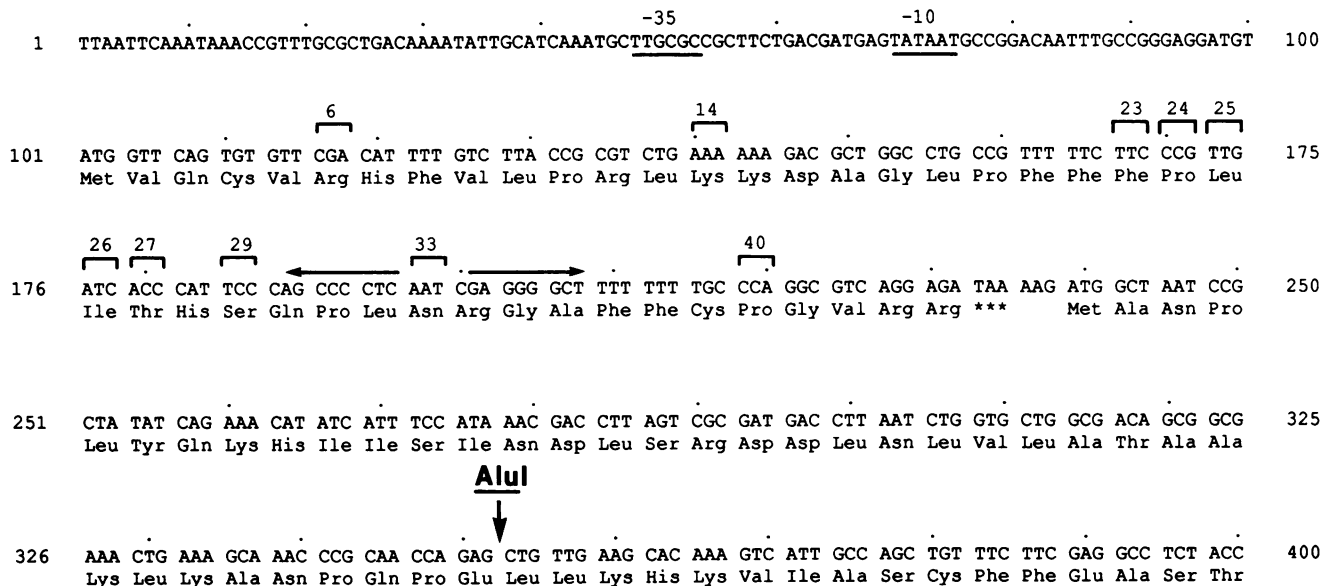 -35 -10
1 TTAATTCAAATAAACCGTTTGCGCTGACAAAATATTGCATCAAATGCTTGCGCCGCTTCTGACGATGAGTATAATGCCGGACAATTTGCCGGGAGGATGT 100
6 14 23 24 25
101 ATG GTT CAG TGT GTT CGA CAT TTT GTC TTA CCG CGT CTG AAA AAA GAC GCT GGC CTG CCG TTT TTC TTC CCG TTG 175
Met Val Gln Cys Val Arg His Phe Val Leu Pro Arg Leu Lys Lys Asp Ala Gly Leu Pro Phe Phe Phe Pro Leu
26 27 29 33 40
176 ATC ACC CAT TCC CAG CCC CTC AAT CGA GGG GCT TTT TTT TGC CCA GGC GTC AGG AGA TAA AAG ATG GCT AAT CCG 250
Ile Thr His Ser Gln Pro Leu Asn Arg Gly Ala Phe Phe Cys Pro Gly Val Arg Arg *** Met Ala Asn Pro
251 CTA TAT CAG AAA CAT ATC ATT TCC ATA AAC GAC CTT AGT CGC GAT GAC CTT AAT CTG GTG CTG GCG ACA GCG GCG 325
Leu Tyr Gln Lys His Ile Ile Ser Ile Asn Asp Leu Ser Arg Asp Asp Leu Asn Leu Val Leu Ala Thr Ala Ala
AluI
326 AAA CTG AAA GCA AAC CCG CAA CCA GAG CTG TTG AAG CAC AAA GTC ATT GCC AGC TGT TTC TTC GAG GCC TCT ACC 400
Lys Leu Lys Ala Asn Pro Gln Pro Glu Leu Leu Lys His Lys Val Ile Ala Ser Cys Phe Phe Glu Ala Ser Thr